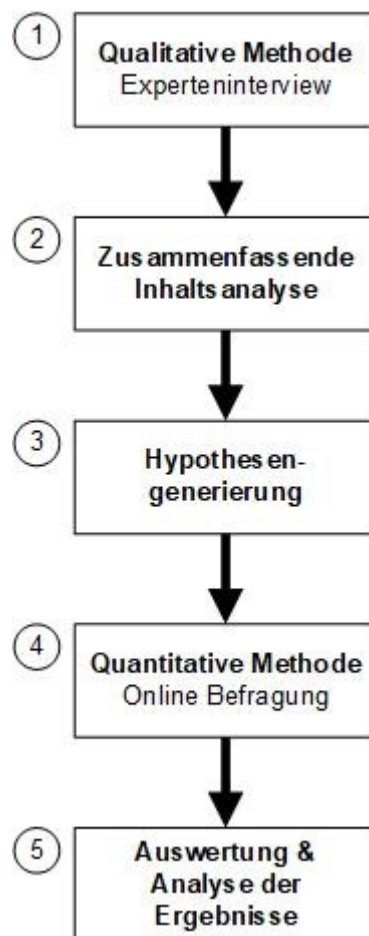 1
Qualitative Methode
Experteninterview
2
Zusammenfassende
Inhaltsanalyse
3
Hypothesen-
generierung
4
Quantitative Methode
Online Befragung
5
Auswertung &
Analyse der
Ergebnisse